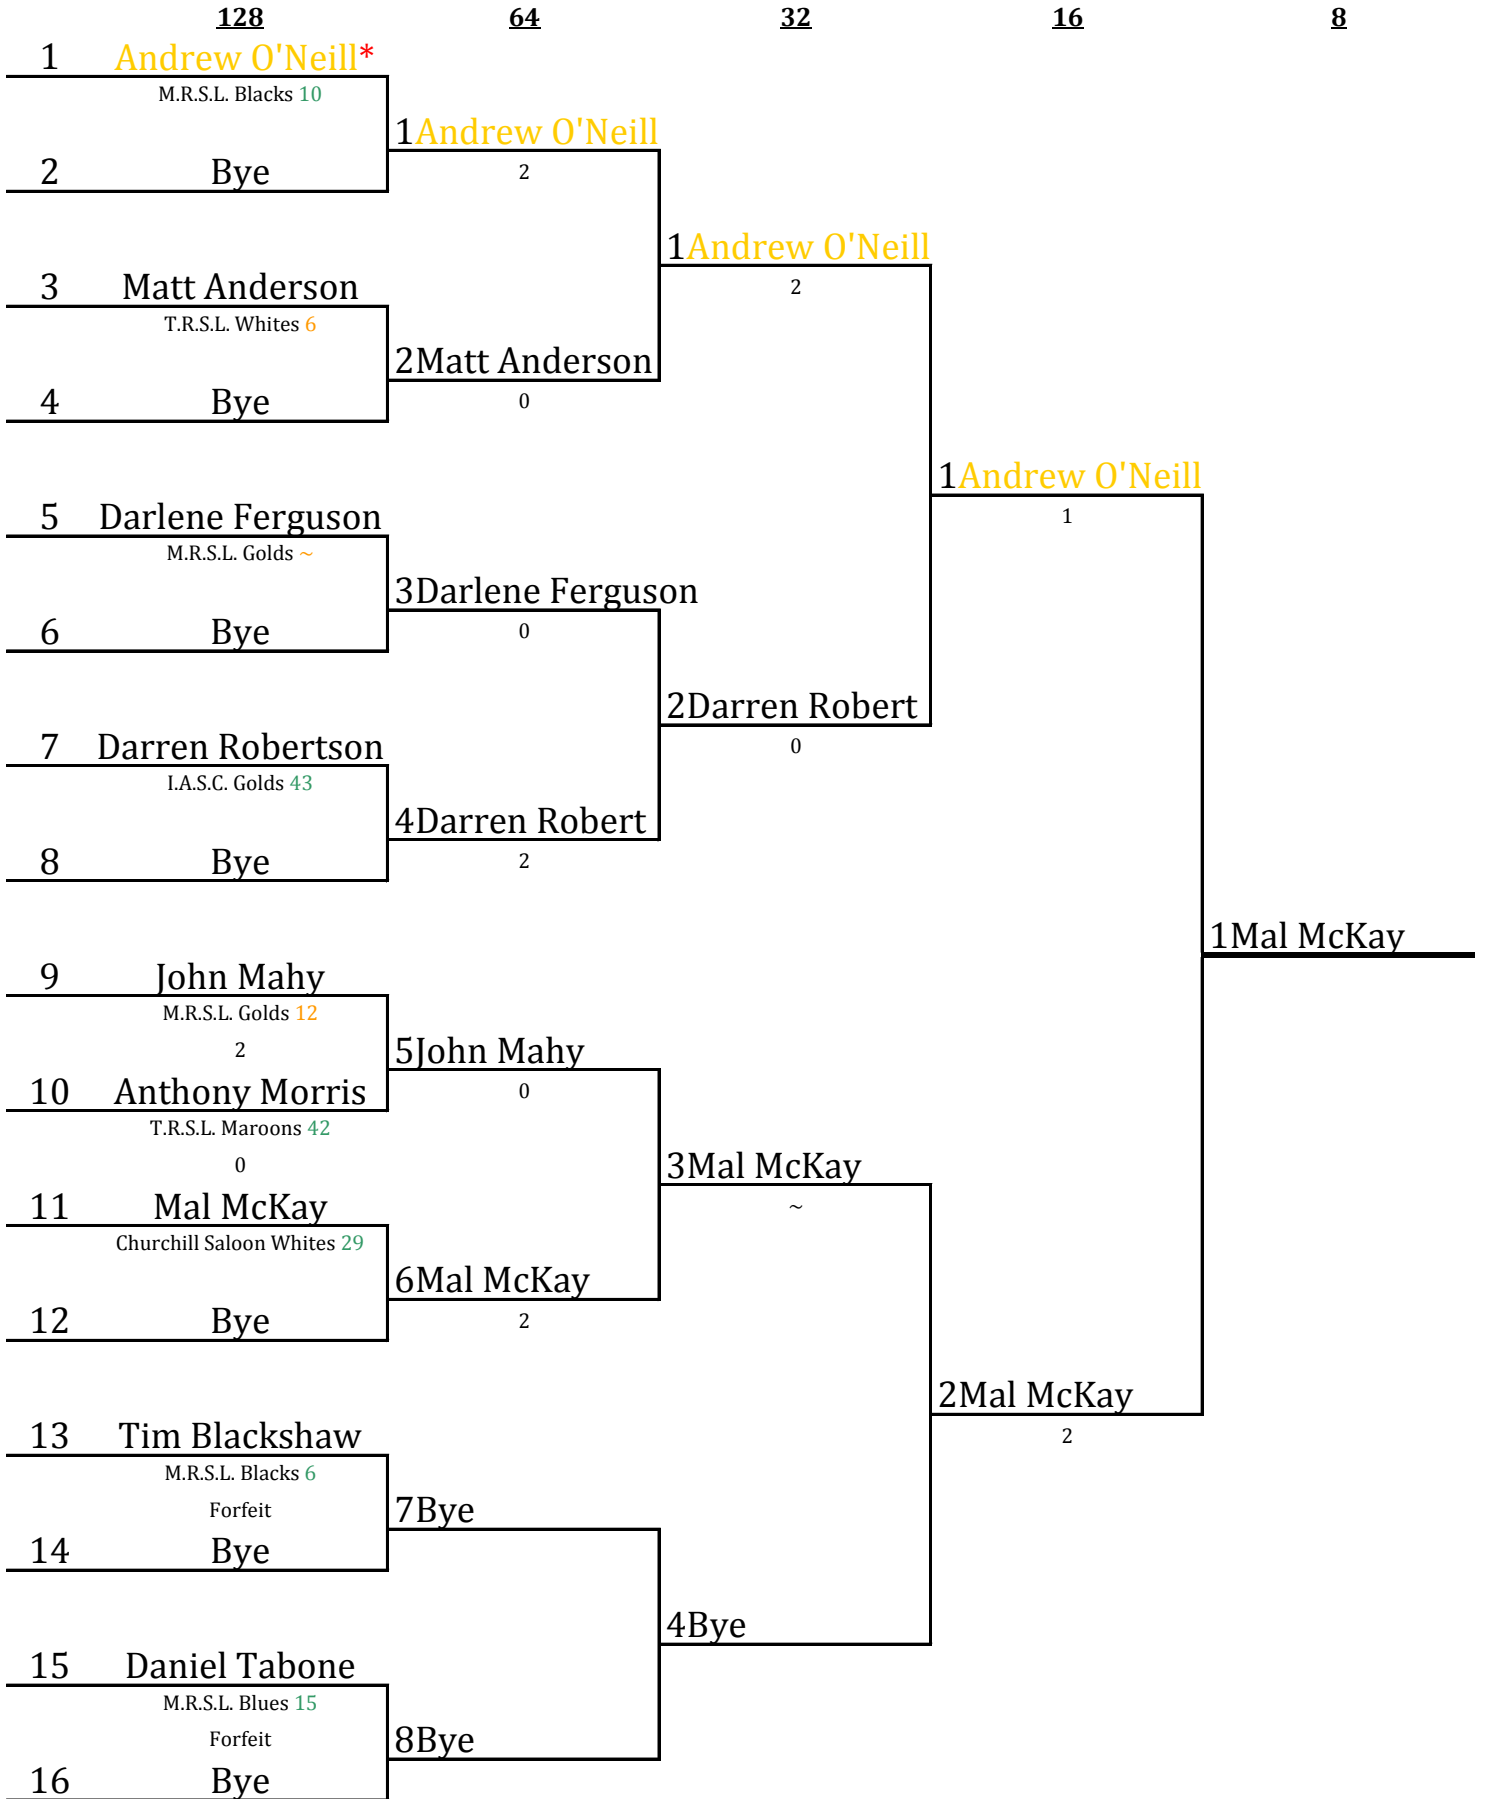 128 64 32 16 8
1 Andrew O'Neill*
M.R.S.L. Blacks 10
1Andrew O'Neill
2 Bye
2
1Andrew O'Neill
3 Matt Anderson
2
T.R.S.L. Whites 6
2Matt Anderson
4 Bye
0
1Andrew O'Neill
5 Darlene Ferguson
1
M.R.S.L. Golds ~
3Darlene Ferguson
6 Bye
0
2Darren Robert
7 Darren Robertson
0
I.A.S.C. Golds 43
4Darren Robert
8 Bye
2
1Mal McKay
9 John Mahy
M.R.S.L. Golds 12
2
5John Mahy
10 Anthony Morris
0
T.R.S.L. Maroons 42
0
3Mal McKay
11 Mal McKay
~
Churchill Saloon Whites 29
6Mal McKay
12 Bye
2
2Mal McKay
13 Tim Blackshaw
2
M.R.S.L. Blacks 6
Forfeit
7Bye
14 Bye
4Bye
15 Daniel Tabone
M.R.S.L. Blues 15
Forfeit
8Bye
16 Bye